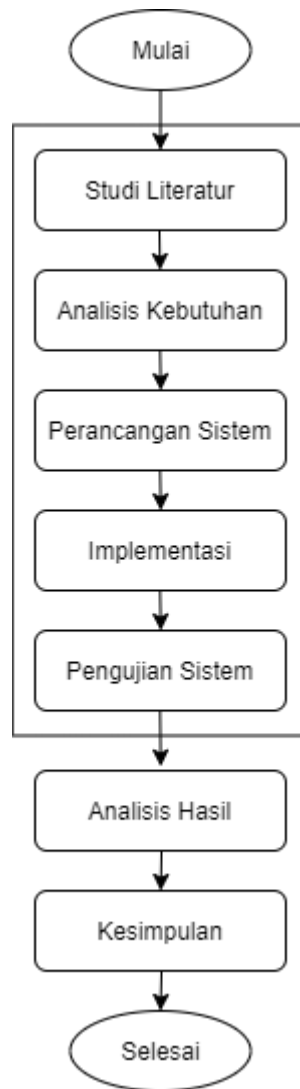 Mulai
Studi Literatur
Analisis Kebutuhan
Perancangan Sistem
Implementasi
Pengujian Sistem
Analisis Hasil
Kesimpulan
Selesai